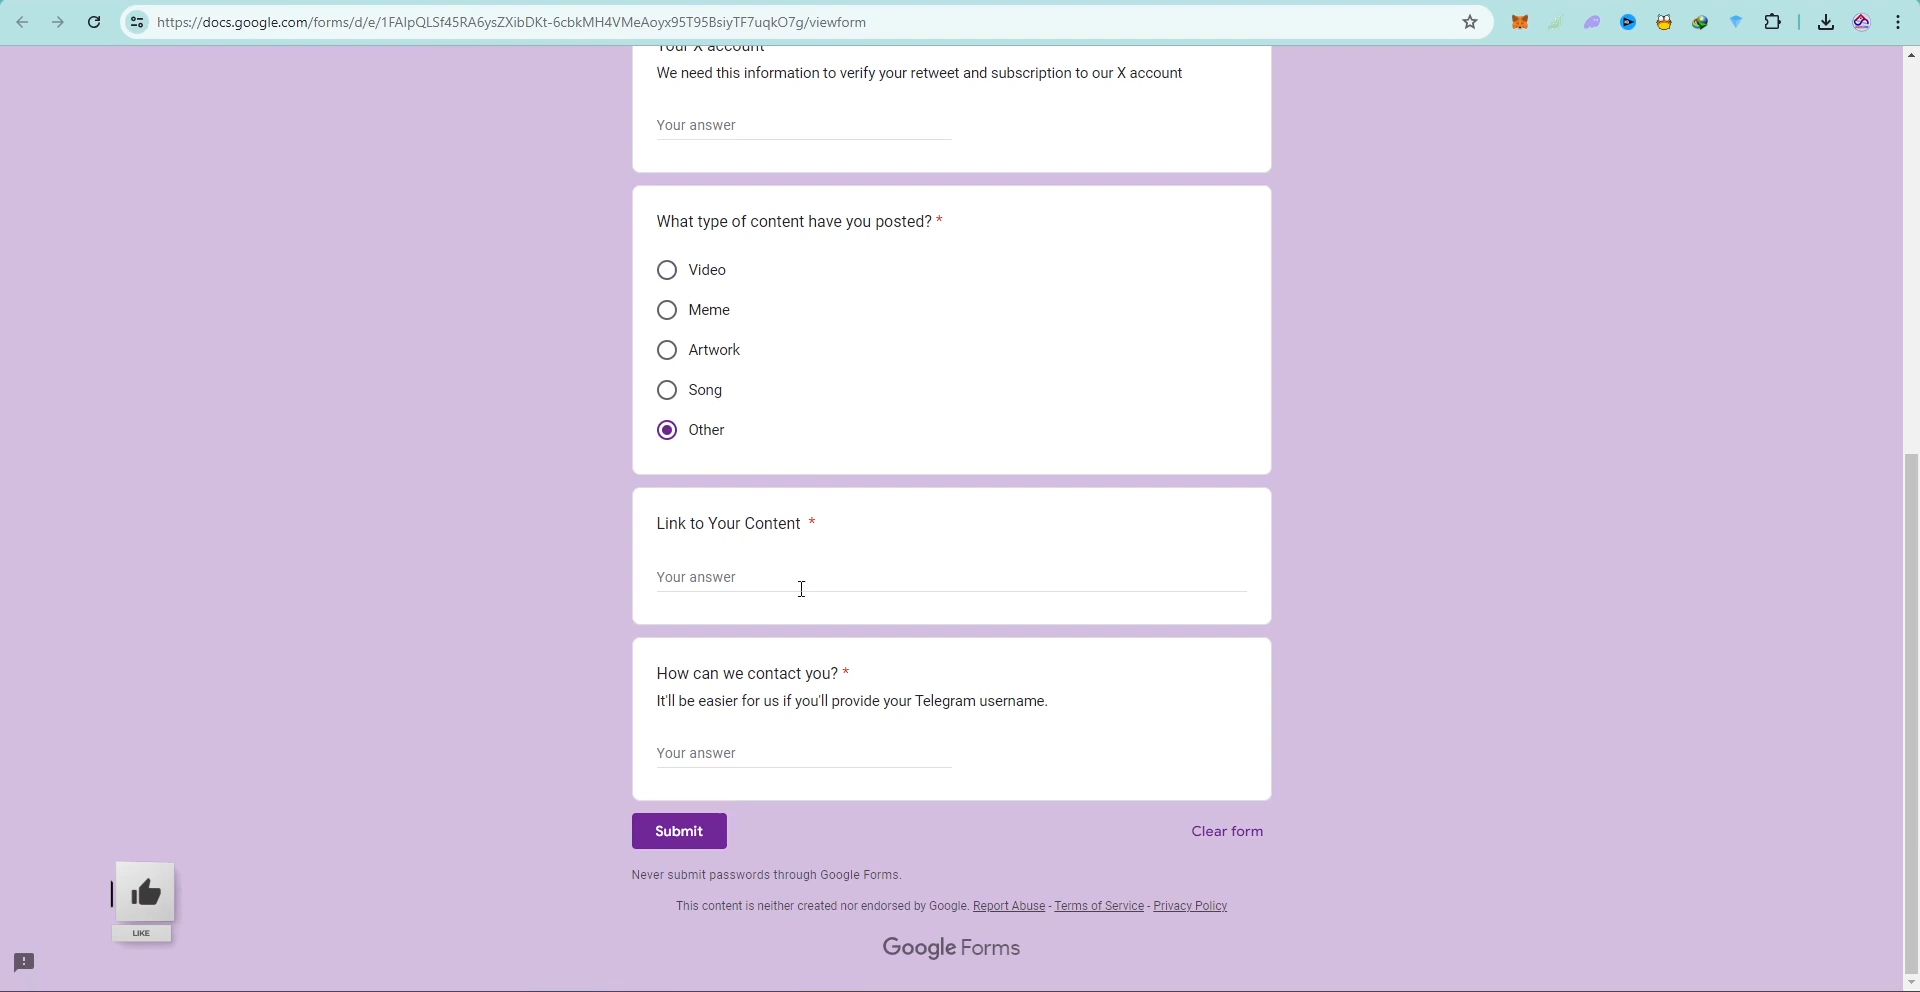 https://docs.google.com/forms/d/e/1FAIpQLSf45RA6ysZXibDKt-6cbkMH4VMeAoyx95T95BsiyTF7uqkO7g/viewform
Your X account
We need this information to verify your retweet and subscription to our X account
Your answer
What type of content have you posted? *
Video
Meme
Artwork
Song
Other
Link to Your Content *
Your answer
How can we contact you? *
It'll be easier for us if you'll provide your Telegram username.
Your answer
Submit
Clear form
Never submit passwords through Google Forms.
This content is neither created nor endorsed by Google. Report Abuse - Terms of Service - Privacy Policy
LIKE
Google Forms